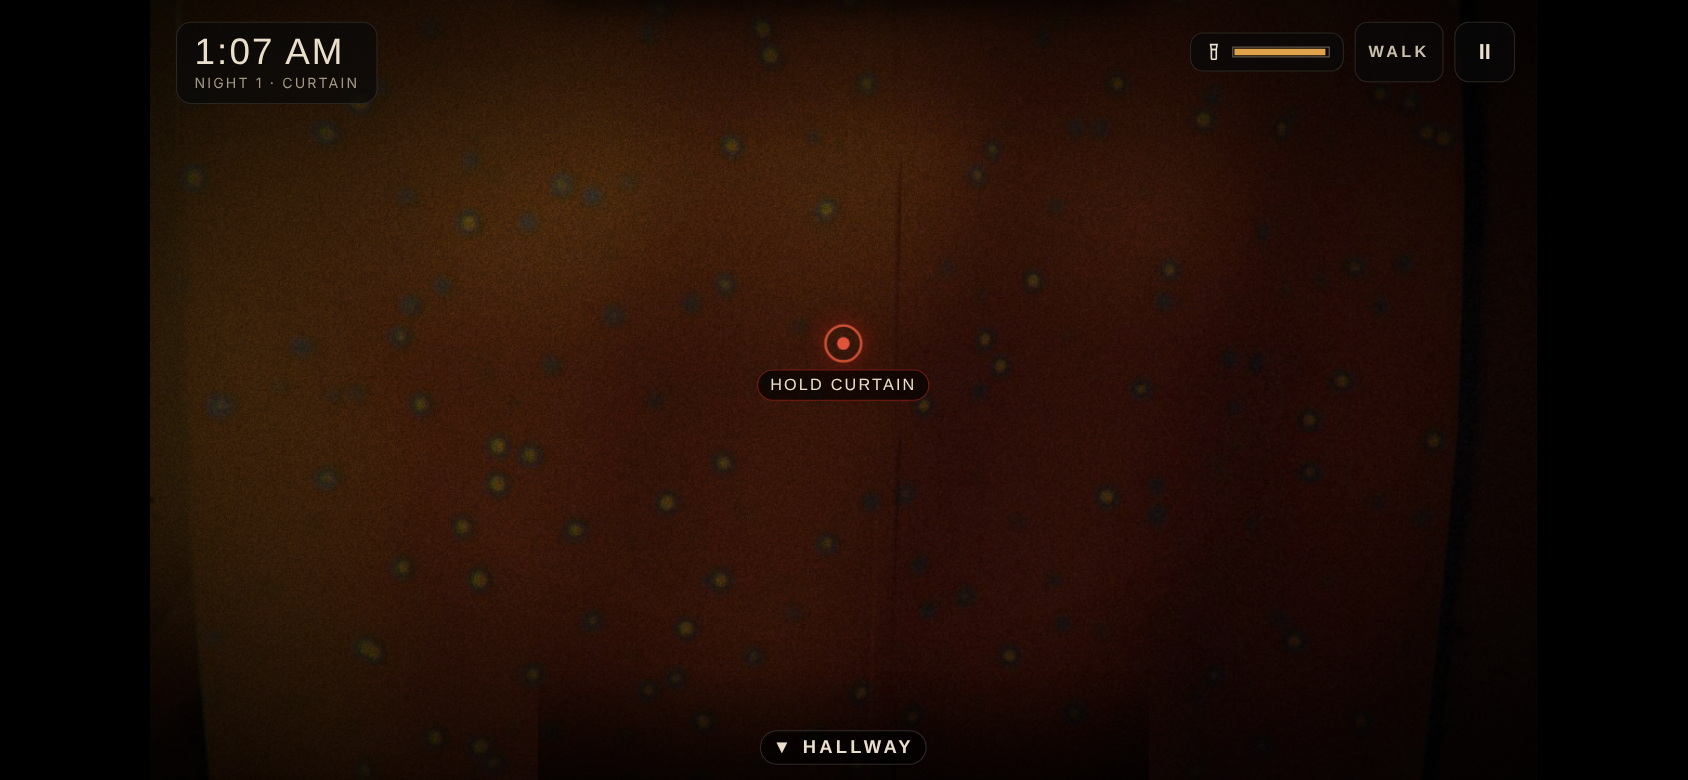 1:07 AM
NIGHT 1 · CURTAIN
WALK
HOLD CURTAIN
▼ HALLWAY